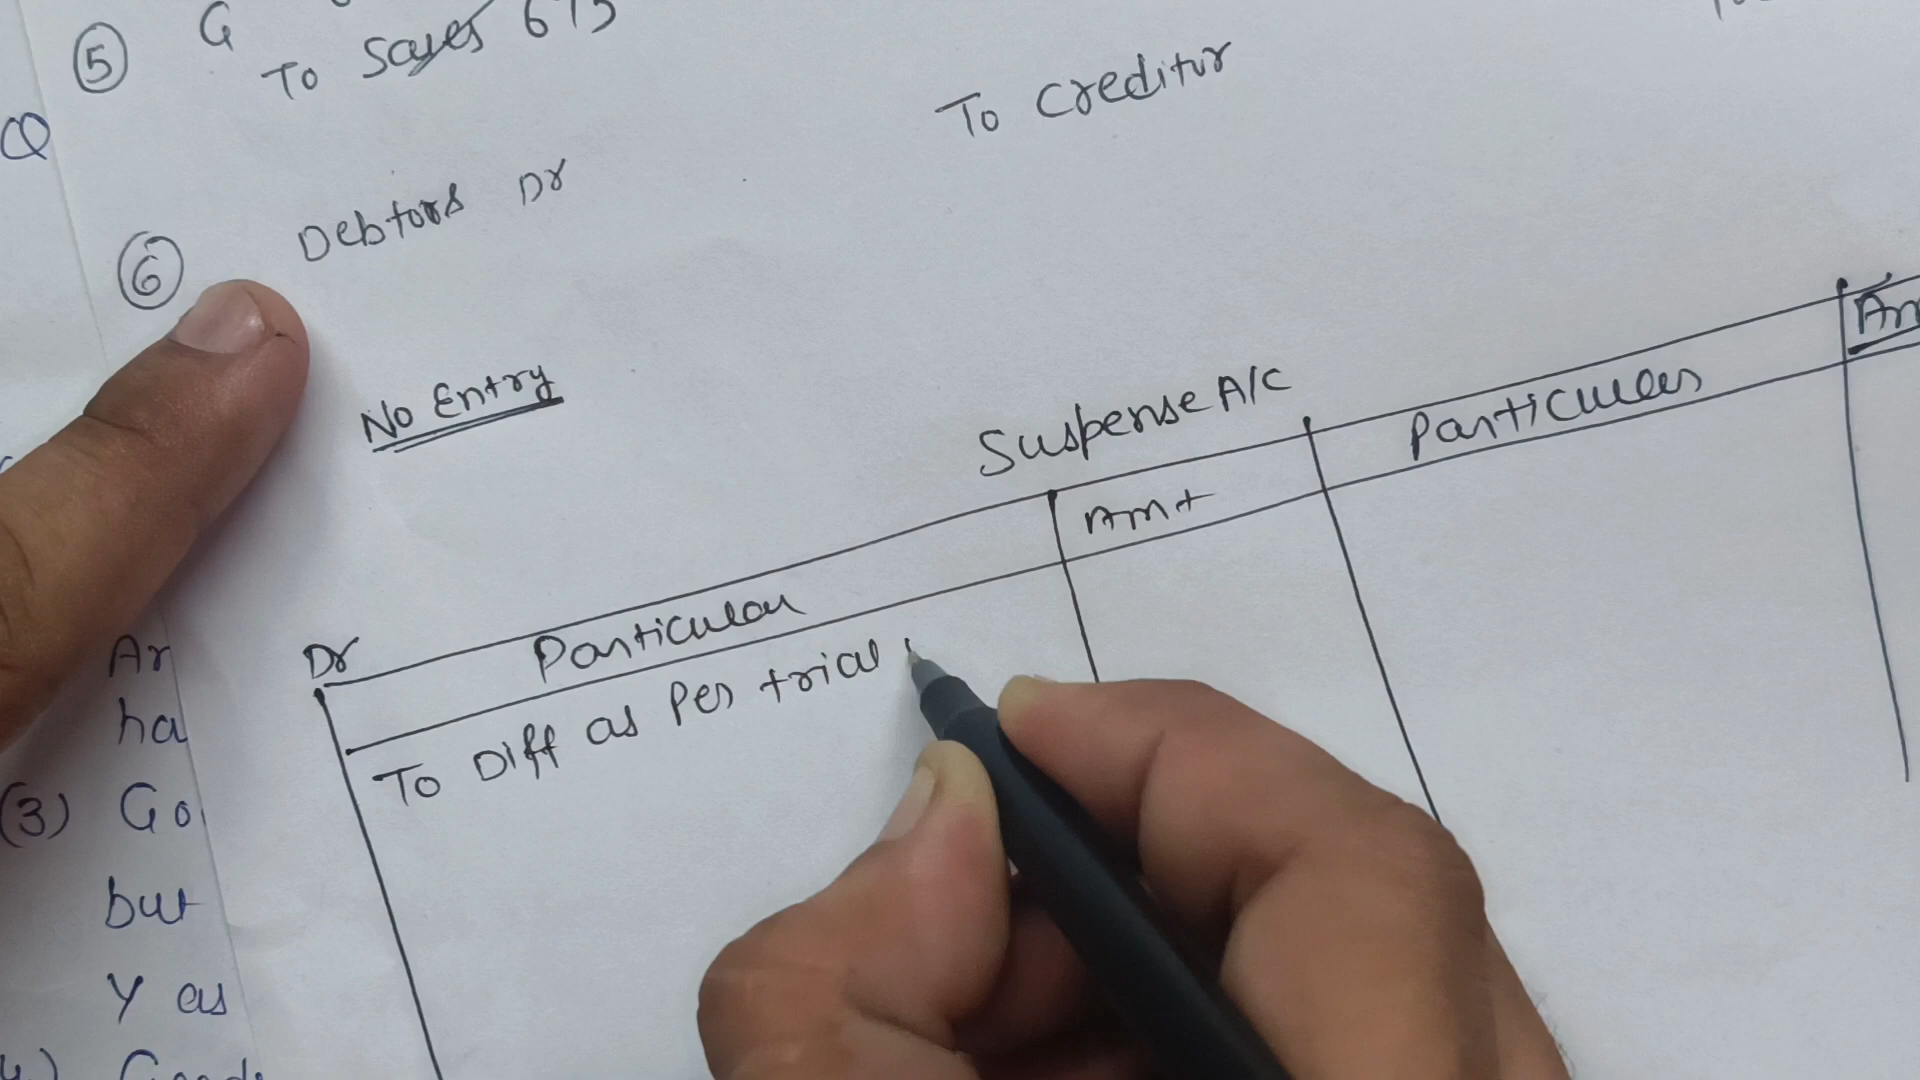 5 G
To Sales 675
Q
To Creditor
6 Debtors Dr
No Entry
Suspense A/C
Dr Particular Amt Particulars Am
To Diff as Per trial
Ar
ha
(3) Go
but
Y as